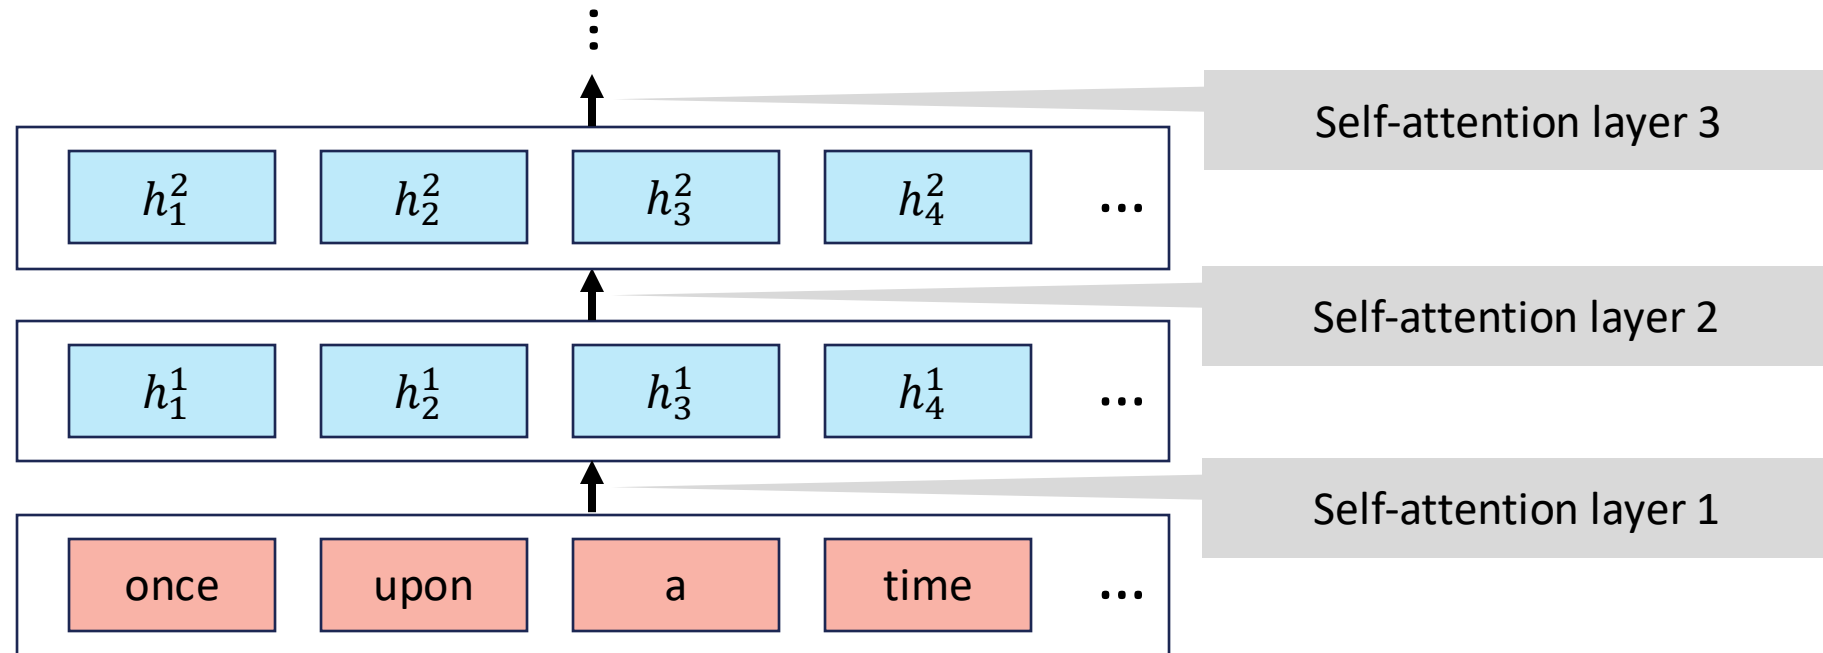 ⋮
Self-attention layer 3
h_1^2 h_2^2 h_3^2 h_4^2 ...
Self-attention layer 2
h_1^1 h_2^1 h_3^1 h_4^1 ...
Self-attention layer 1
once upon a time ...